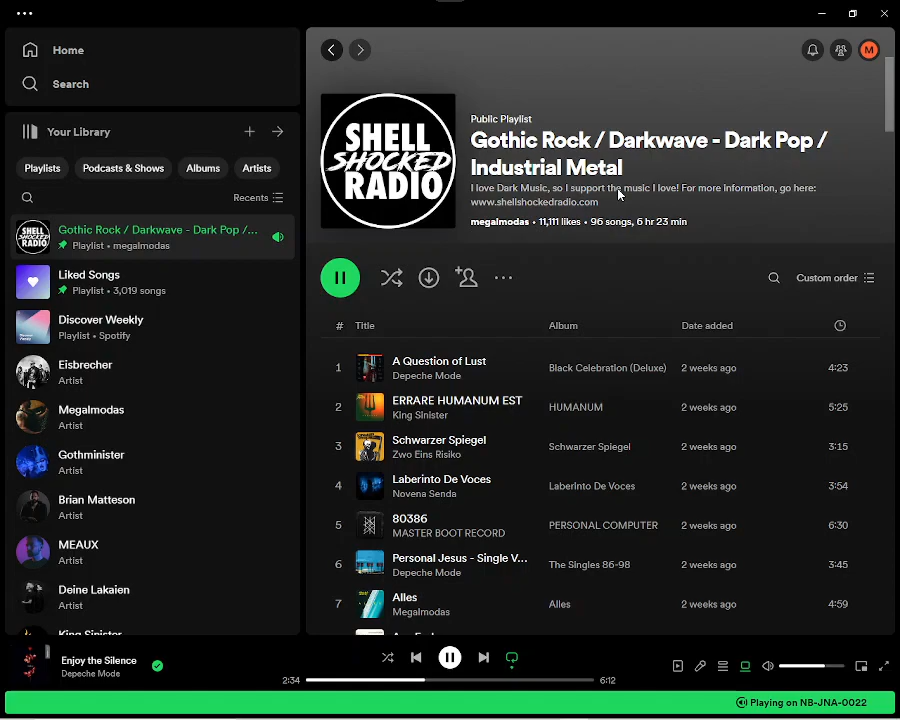 Home
Search
Your Library
Playlists
Podcasts & Shows
Albums
Artists
Recents
SHELL SHOCKED RADIO
Gothic Rock / Darkwave - Dark Pop /...
Playlist • megalmodas
Liked Songs
Playlist • 3,019 songs
Discover Weekly
Playlist • Spotify
Eisbrecher
Artist
Megalmodas
Artist
Gothminister
Artist
Brian Matteson
Artist
MEAUX
Artist
Deine Lakaien
Artist
King Sinister
M
SHELL
SHOCKED
RADIO
Public Playlist
Gothic Rock / Darkwave - Dark Pop /
Industrial Metal
I love Dark Music, so I support the music I love! For more information, go here:
www.shellshockedradio.com
megalmodas • 11,111 likes • 96 songs, 6 hr 23 min
Custom order
# Title Album Date added
1 A Question of Lust Black Celebration (Deluxe) 2 weeks ago 4:23
Depeche Mode
2 ERRARE HUMANUM EST HUMANUM 2 weeks ago 5:25
King Sinister
3 Schwarzer Spiegel Schwarzer Spiegel 2 weeks ago 3:15
Zwo Eins Risiko
4 Laberinto De Voces Laberinto De Voces 2 weeks ago 3:54
Novena Senda
5 80386 PERSONAL COMPUTER 2 weeks ago 6:30
MASTER BOOT RECORD
6 Personal Jesus - Single V... The Singles 86-98 2 weeks ago 3:45
Depeche Mode
7 Alles Alles 2 weeks ago 4:59
Megalmodas
Enjoy the Silence
Depeche Mode
2:34
6:12
Playing on NB-JNA-0022